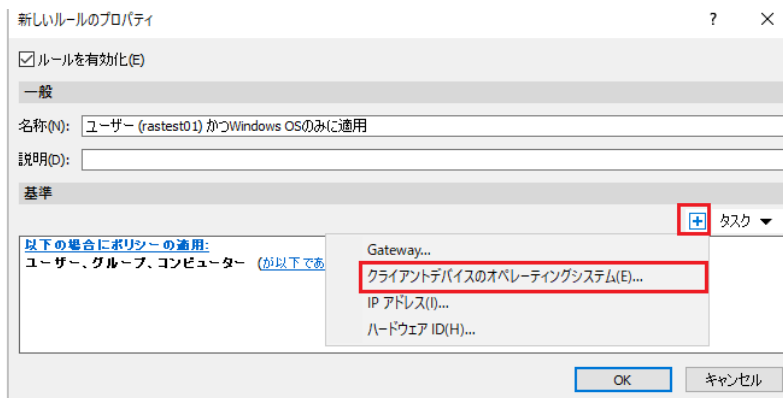 新しいルールのプロパティ ? ×
ルールを有効化(E)
一般
名称(N): ユーザー (rastest01) かつWindows OSのみに適用
説明(D):
基準
タスク
以下の場合にポリシーの適用:
ユーザー、グループ、コンピューター (が以下であ
Gateway...
クライアントデバイスのオペレーティングシステム(E)...
IP アドレス(I)...
ハードウェア ID(H)...
OK キャンセル